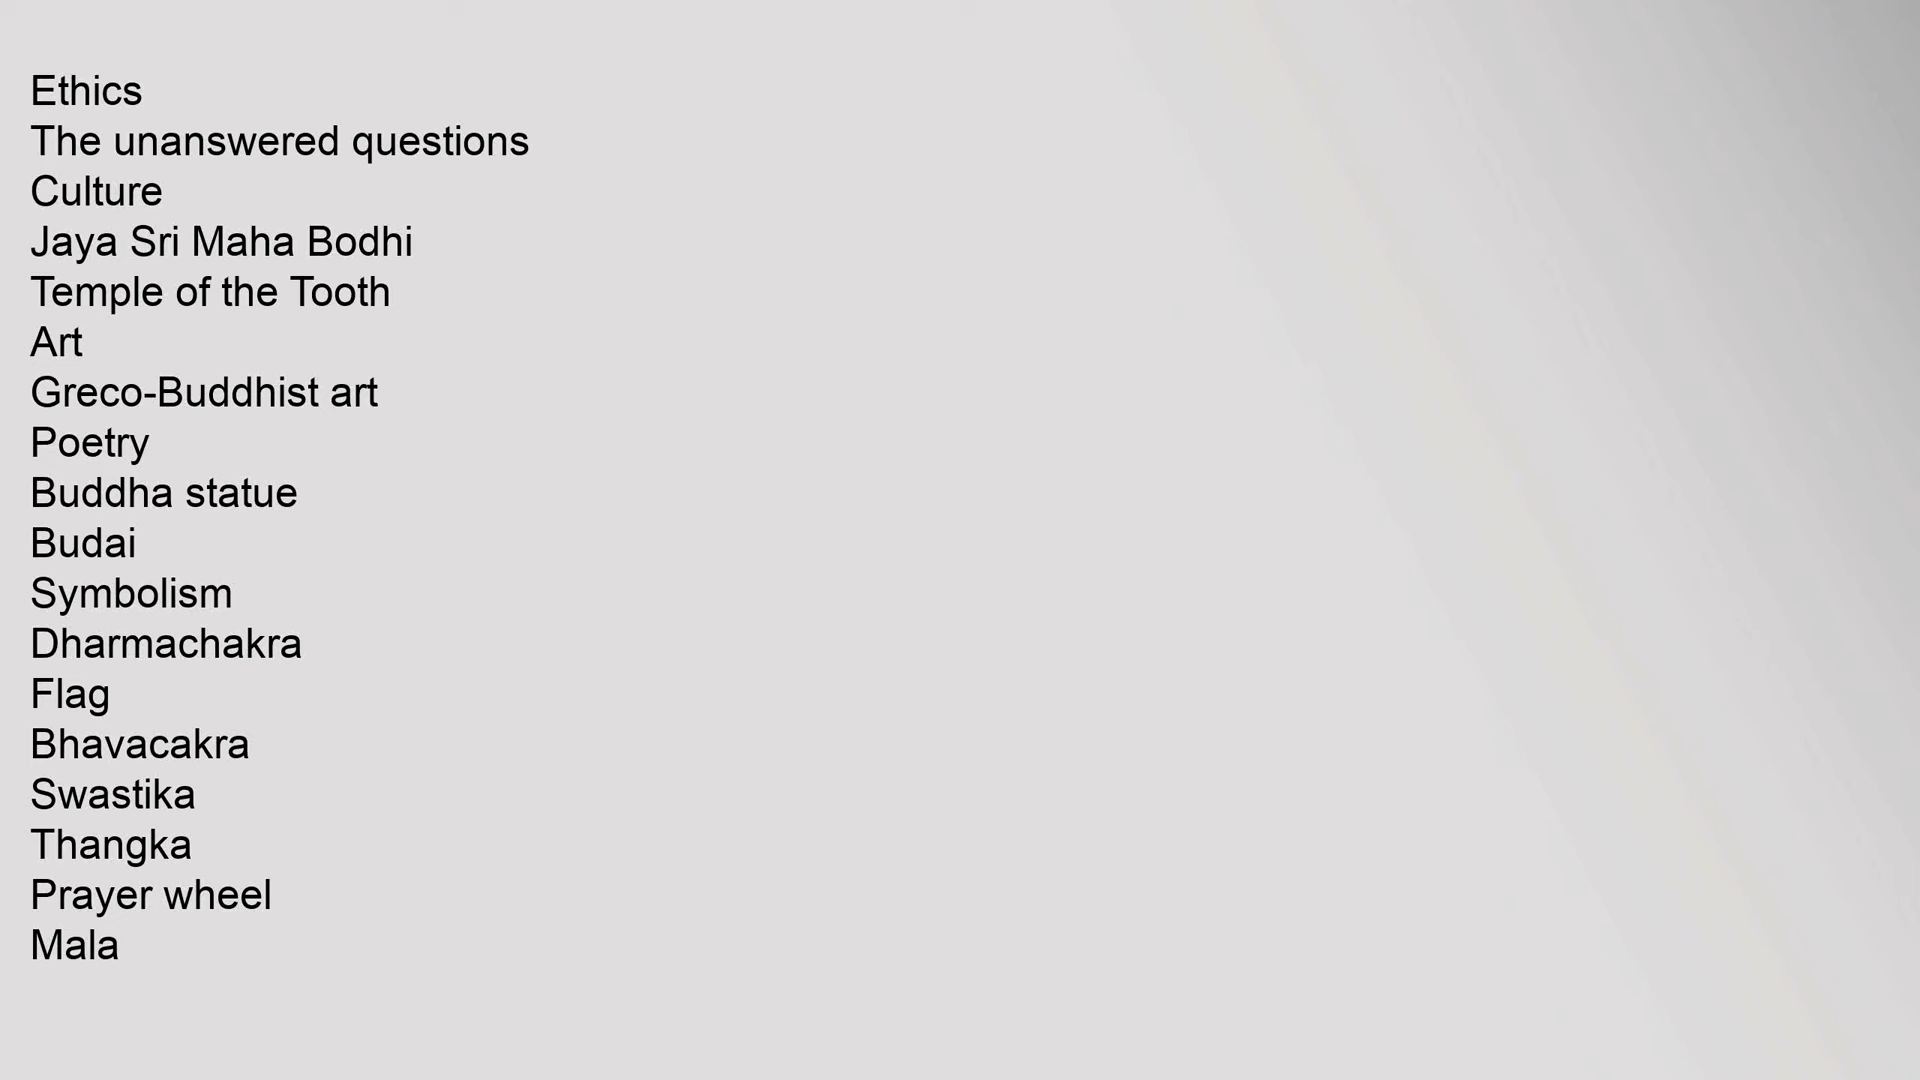 Ethics
The unanswered questions
Culture
Jaya Sri Maha Bodhi
Temple of the Tooth
Art
Greco-Buddhist art
Poetry
Buddha statue
Budai
Symbolism
Dharmachakra
Flag
Bhavacakra
Swastika
Thangka
Prayer wheel
Mala